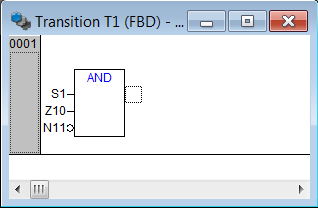 Transition T1 (FBD) - ...
0001
AND
S1
Z10
N11